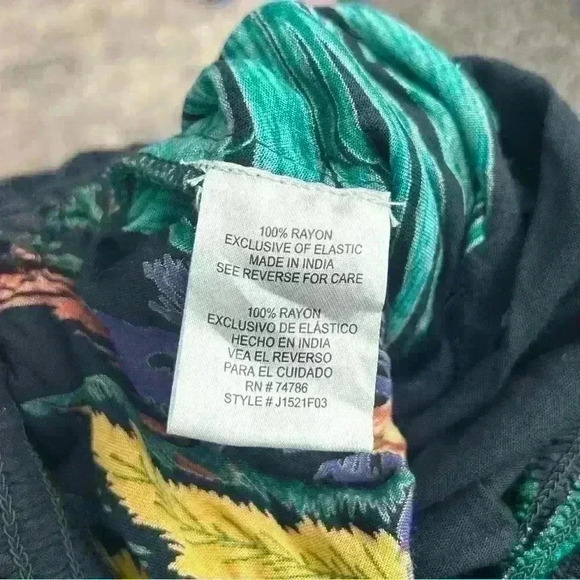 100% RAYON
EXCLUSIVE OF ELASTIC
MADE IN INDIA
SEE REVERSE FOR CARE
100% RAYON
EXCLUSIVO DE ELÁSTICO
HECHO EN INDIA
VEA EL REVERSO
PARA EL CUIDADO
RN # 74786
STYLE # J1521F03